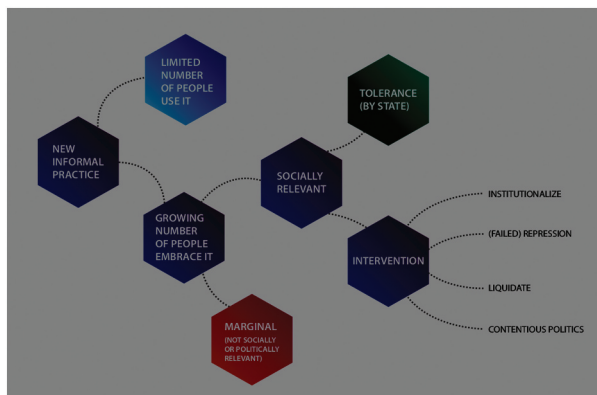 LIMITED
NUMBER
OF PEOPLE
USE IT
TOLERANCE
(BY STATE)
NEW
INFORMAL
PRACTICE
SOCIALLY
RELEVANT
GROWING
NUMBER
OF PEOPLE
EMBRACE IT
INSTITUTIONALIZE
(FAILED) REPRESSION
INTERVENTION
LIQUIDATE
CONTENTIOUS POLITICS
MARGINAL
(NOT SOCIALLY
OR POLITICALLY
RELEVANT)